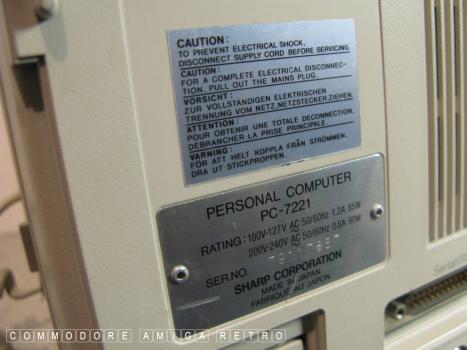 CAUTION:
TO PREVENT ELECTRICAL SHOCK,
DISCONNECT SUPPLY CORD BEFORE SERVICING.
CAUTION:
FOR A COMPLETE ELECTRICAL DISCONNEC-
TION, PULL OUT THE MAINS PLUG.
VORSICHT:
ZUR VOLLSTÄNDIGEN ELEKTRISCHEN
TRENNUNG VOM NETZ, NETZSTECKER ZIEHEN.
ATTENTION:
POUR OBTENIR UNE TOTALE DECONNECTION,
DEBRANCHER LA PRISE PRINCIPALE
VARNING:
FÖR ATT HELT KOPPLA FRÅN STRÖMMEN,
DRA UT STICKPROPPEN.
PERSONAL COMPUTER
PC-7221
RATING: 100V-127V AC 50/60Hz 1.2A 85W
200V-240V AC 50/60Hz 0.6A 90W
SER.NO.
SHARP CORPORATION
MADE IN JAPAN
FABRIQUÉ AU JAPON
COMMODORE AMIGA RETRO